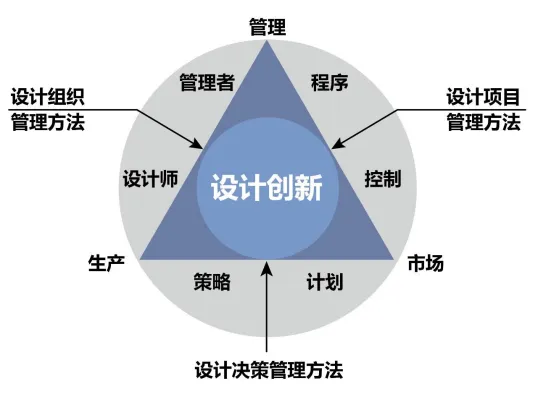 管理
管理者
程序
设计组织
管理方法
设计项目
管理方法
设计师
设计创新
控制
生产
市场
策略
计划
设计决策管理方法